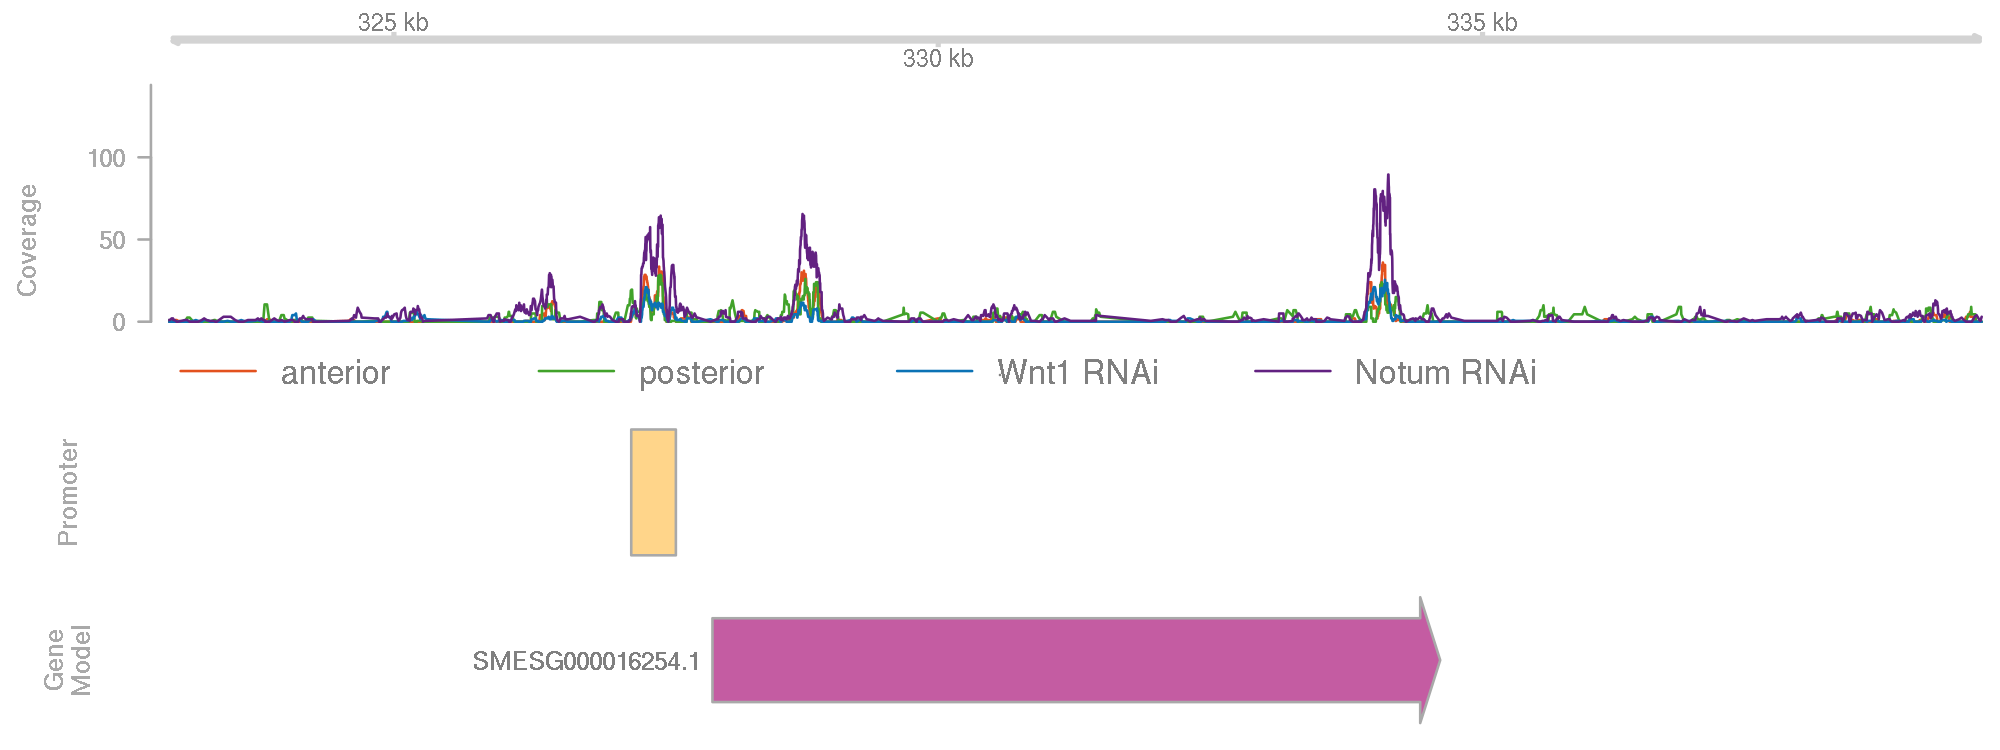 325 kb
335 kb
330 kb
Coverage
100
50
0
anterior
posterior
Wnt1 RNAi
Notum RNAi
Promoter
Gene
Model
SMESG000016254.1